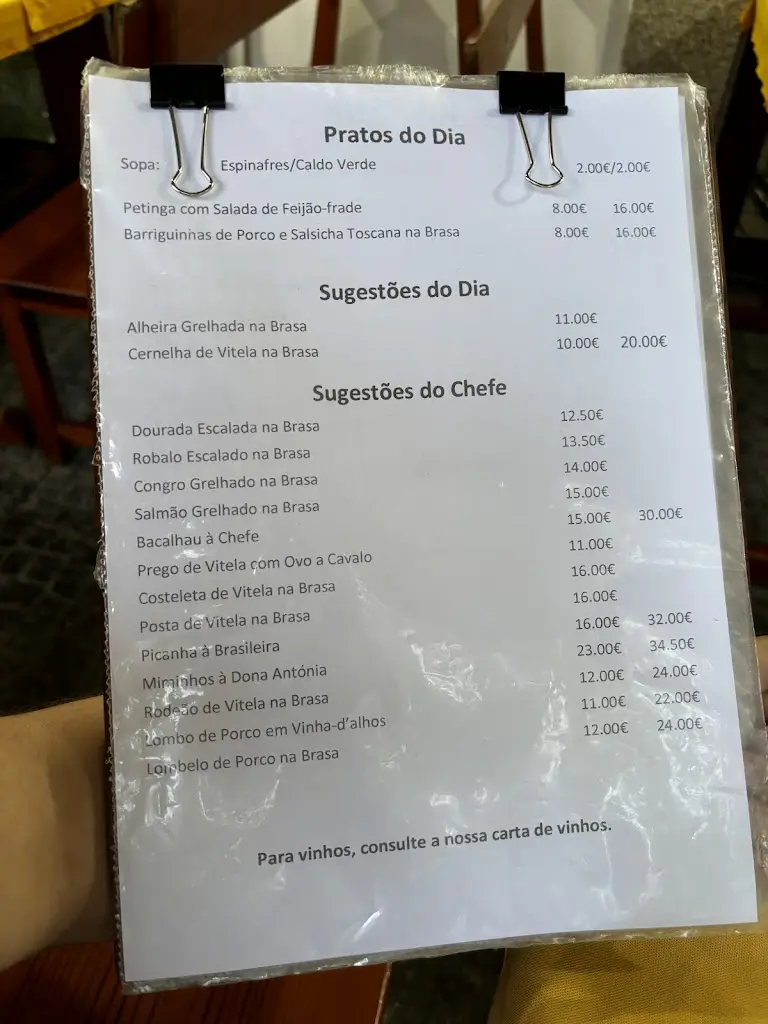 Pratos do Dia
Sopa: Espinafres/Caldo Verde 2.00€/2.00€
Petinga com Salada de Feijão-frade 8.00€ 16.00€
Barriguinhas de Porco e Salsicha Toscana na Brasa 8.00€ 16.00€
Sugestões do Dia
Alheira Grelhada na Brasa 11.00€
Cernelha de Vitela na Brasa 10.00€ 20.00€
Sugestões do Chefe
Dourada Escalada na Brasa 12.50€
Robalo Escalado na Brasa 13.50€
Congro Grelhado na Brasa 14.00€
Salmão Grelhado na Brasa 15.00€
Bacalhau à Chefe 15.00€ 30.00€
Prego de Vitela com Ovo a Cavalo 11.00€
Costeleta de Vitela na Brasa 16.00€
Posta de Vitela na Brasa 16.00€
Picanha à Brasileira 16.00€ 32.00€
Miminhos à Dona Antónia 23.00€ 34.50€
Rodeão de Vitela na Brasa 12.00€ 24.00€
Lombo de Porco em Vinha-d'alhos 11.00€ 22.00€
Lombelo de Porco na Brasa 12.00€ 24.00€
Para vinhos, consulte a nossa carta de vinhos.